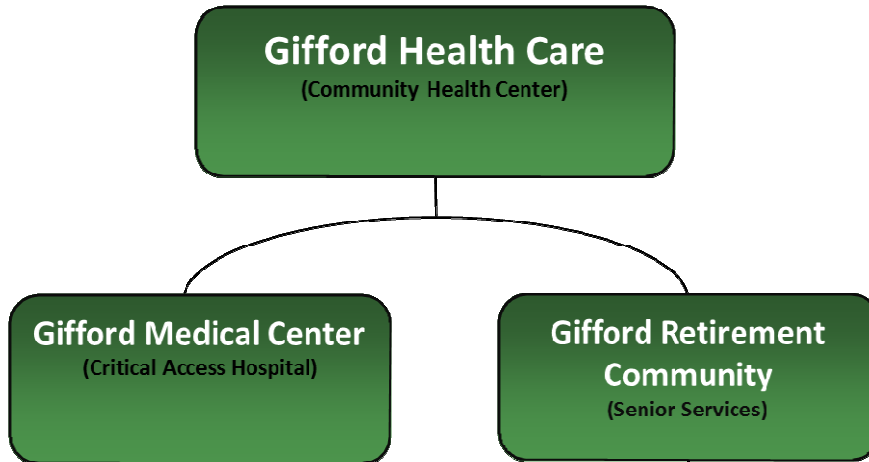 Gifford Health Care
(Community Health Center)
Gifford Medical Center
(Critical Access Hospital)
Gifford Retirement
Community
(Senior Services)